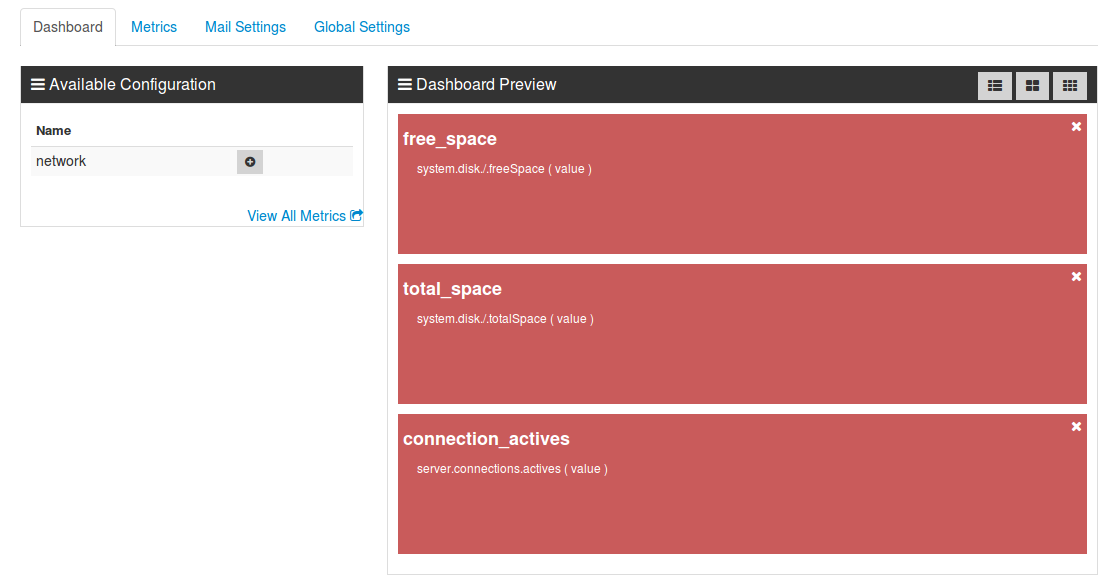 Dashboard Metrics Mail Settings Global Settings
Available Configuration
Name
network
View All Metrics
Dashboard Preview
free_space
system.disk./.freeSpace ( value )
total_space
system.disk./.totalSpace ( value )
connection_actives
server.connections.actives ( value )